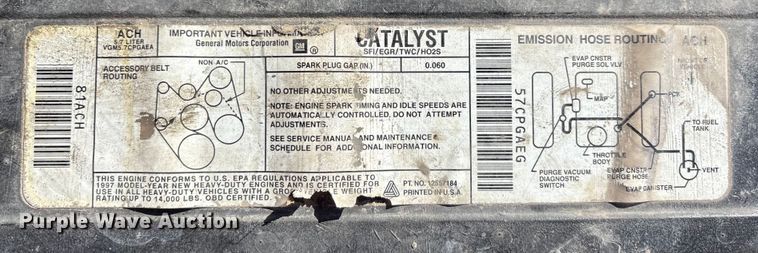 ACH
5.7 LITER
VGM5.7CPGAEA
IMPORTANT VEHICLE
General Motors Corporation GM ®
CATALYST
SFI/EGR/TWC/HO2S
EMISSION HOSE ROUTING
ACH
ACCESSORY BELT
ROUTING
NON A/C
SPARK PLUG GAP (IN.) 0.060
NO OTHER ADJUSTMENTS NEEDED.
NOTE: ENGINE SPARK TIMING AND IDLE SPEEDS ARE
AUTOMATICALLY CONTROLLED, DO NOT ATTEMPT
ADJUSTMENTS.
SEE SERVICE MANUAL AND MAINTENANCE
SCHEDULE FOR ADDITIONAL INFORMATION.
81ACH
57CPGAEG
EVAP CNSTR
PURG SOL VLV
MAP
PCV
TO FUEL
TANK
THROTTLE
BODY
PURGE VACUUM
DIAGNOSTIC
SWITCH
EVAP CNSTR
PURGE HOSE
VENT
EVAP CANISTER
THIS ENGINE CONFORMS TO U.S. EPA REGULATIONS APPLICABLE TO
1997 MODEL-YEAR NEW HEAVY-DUTY ENGINES AND IS CERTIFIED FOR
USE IN ALL HEAVY-DUTY VEHICLES WITH A GROSS WEIGHT
RATING UP TO 14,000 LBS. OBD CERTIFIED.
PT. NO. 12557184
PRINTED IN U.S.A.
Purple Wave Auction